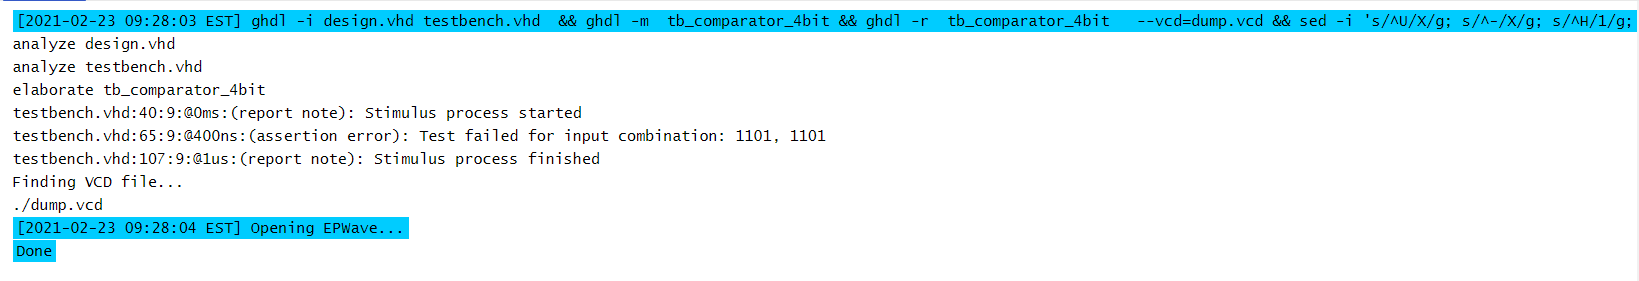 [2021-02-23 09:28:03 EST] ghdl -i design.vhd testbench.vhd  && ghdl -m  tb_comparator_4bit && ghdl -r  tb_comparator_4bit   --vcd=dump.vcd && sed -i 's/^U/X/g; s/^-/X/g; s/^H/1/g;
analyze design.vhd
analyze testbench.vhd
elaborate tb_comparator_4bit
testbench.vhd:40:9:@0ms:(report note): Stimulus process started
testbench.vhd:65:9:@400ns:(assertion error): Test failed for input combination: 1101, 1101
testbench.vhd:107:9:@1us:(report note): Stimulus process finished
Finding VCD file...
./dump.vcd
[2021-02-23 09:28:04 EST] Opening EPWave...
Done